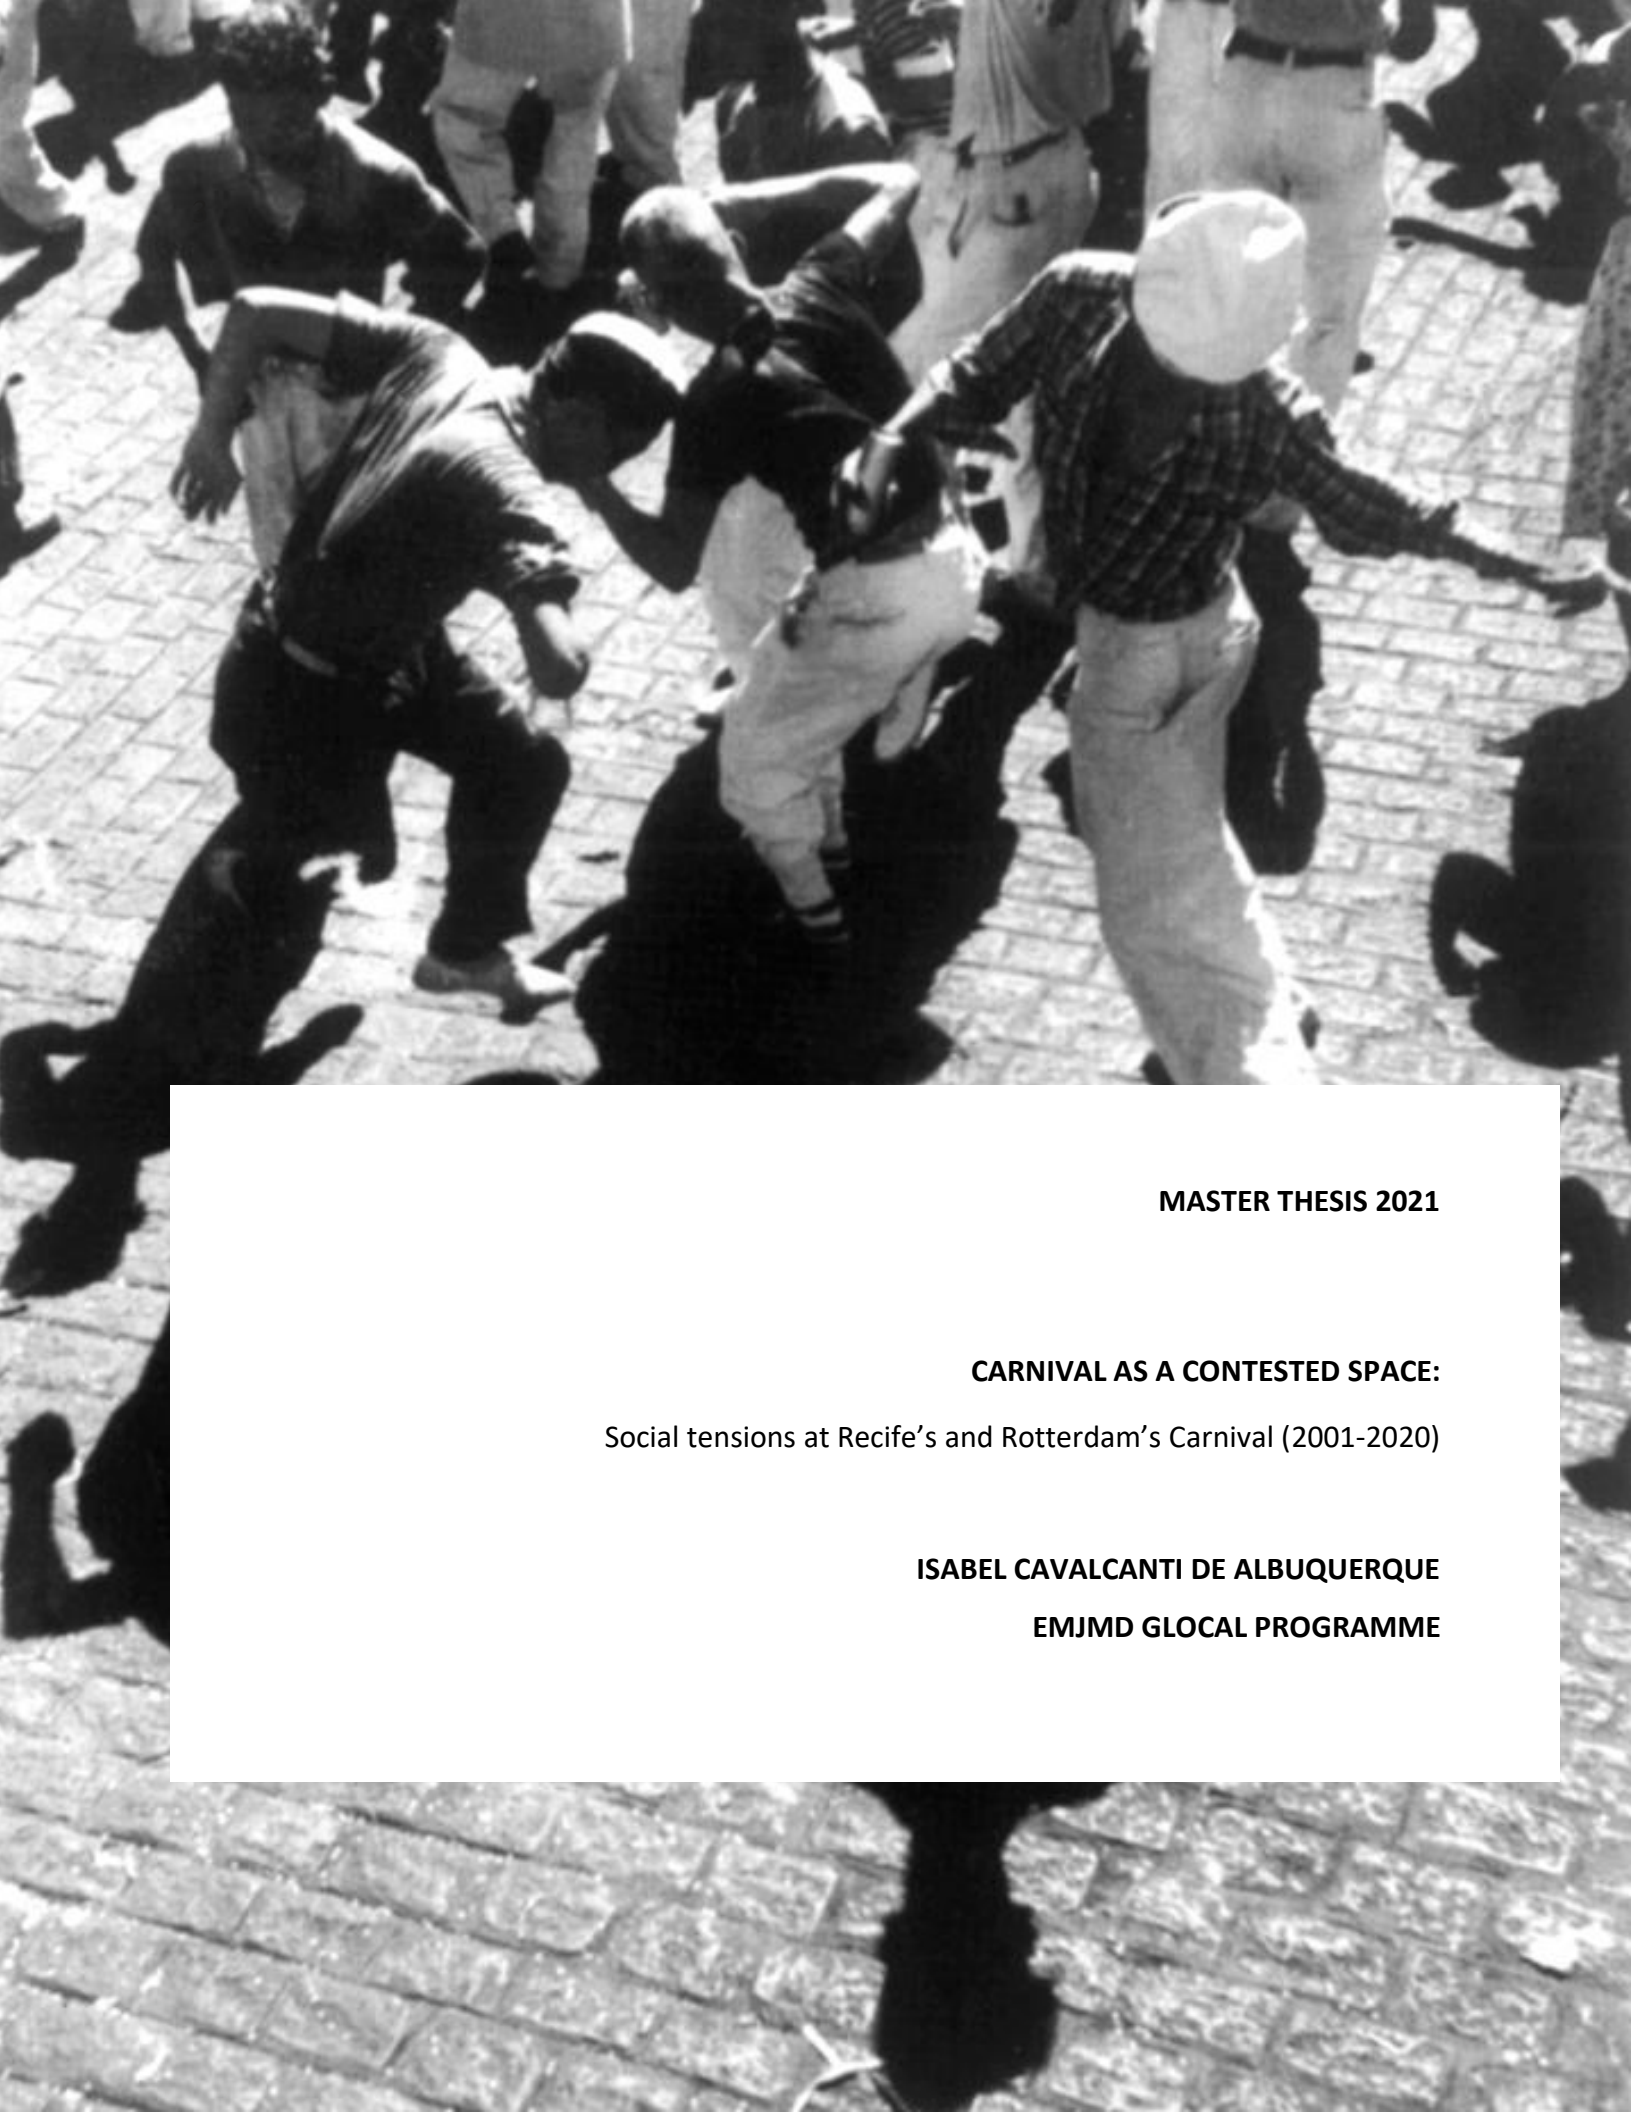 MASTER THESIS 2021
CARNIVAL AS A CONTESTED SPACE:
Social tensions at Recife’s and Rotterdam’s Carnival (2001-2020)
ISABEL CAVALCANTI DE ALBUQUERQUE
EMJMD GLOCAL PROGRAMME